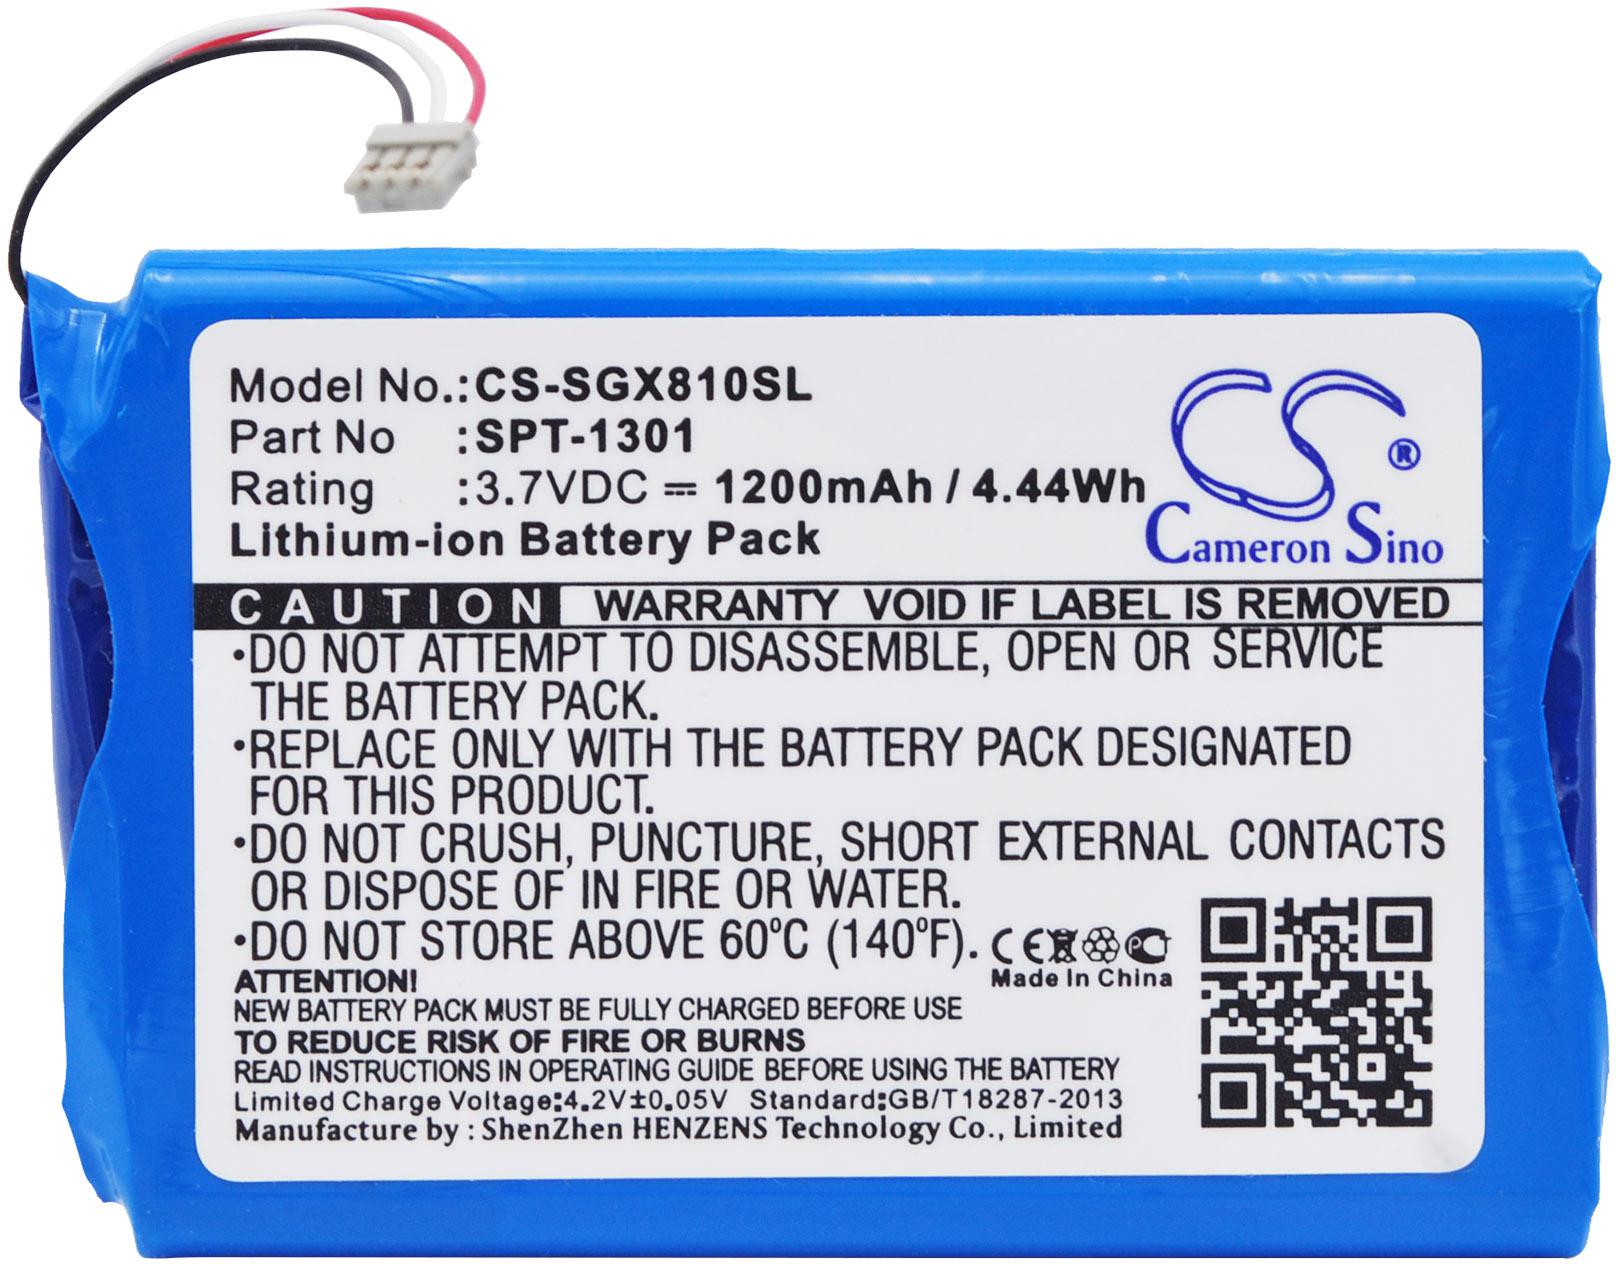 Model No.:CS-SGX810SL
Part No :SPT-1301
Rating :3.7VDC ⎓ 1200mAh / 4.44Wh
Lithium-ion Battery Pack
CS®
Cameron Sino
CAUTION WARRANTY VOID IF LABEL IS REMOVED
•DO NOT ATTEMPT TO DISASSEMBLE, OPEN OR SERVICE
THE BATTERY PACK.
•REPLACE ONLY WITH THE BATTERY PACK DESIGNATED
FOR THIS PRODUCT.
•DO NOT CRUSH, PUNCTURE, SHORT EXTERNAL CONTACTS
OR DISPOSE OF IN FIRE OR WATER.
•DO NOT STORE ABOVE 60°C (140°F). CE PC
Made In China
ATTENTION!
NEW BATTERY PACK MUST BE FULLY CHARGED BEFORE USE
TO REDUCE RISK OF FIRE OR BURNS
READ INSTRUCTIONS IN OPERATING GUIDE BEFORE USING THE BATTERY
Limited Charge Voltage:4.2V±0.05V Standard:GB/T18287-2013
Manufacture by : ShenZhen HENZENS Technology Co., Limited